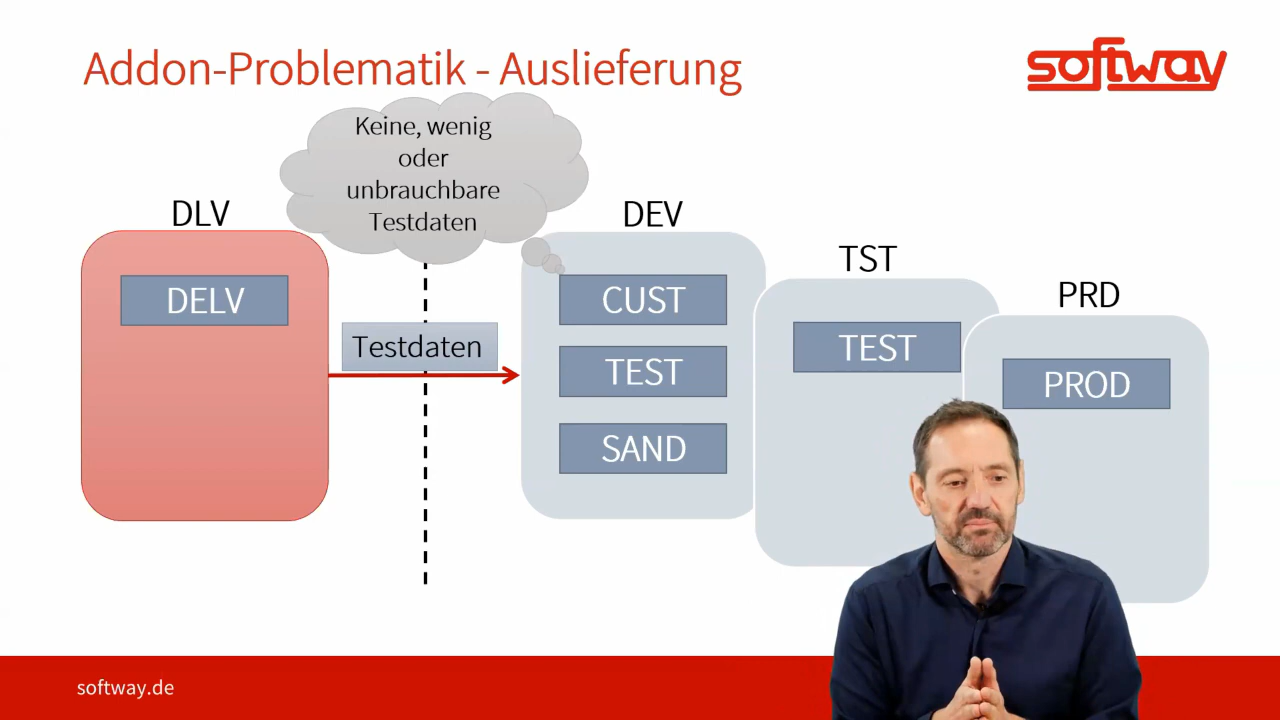 Addon-Problematik - Auslieferung
softway
Keine, wenig
oder
unbrauchbare
Testdaten
DLV
DELV
Testdaten
DEV
CUST
TEST
SAND
TST
TEST
PRD
PROD
softway.de